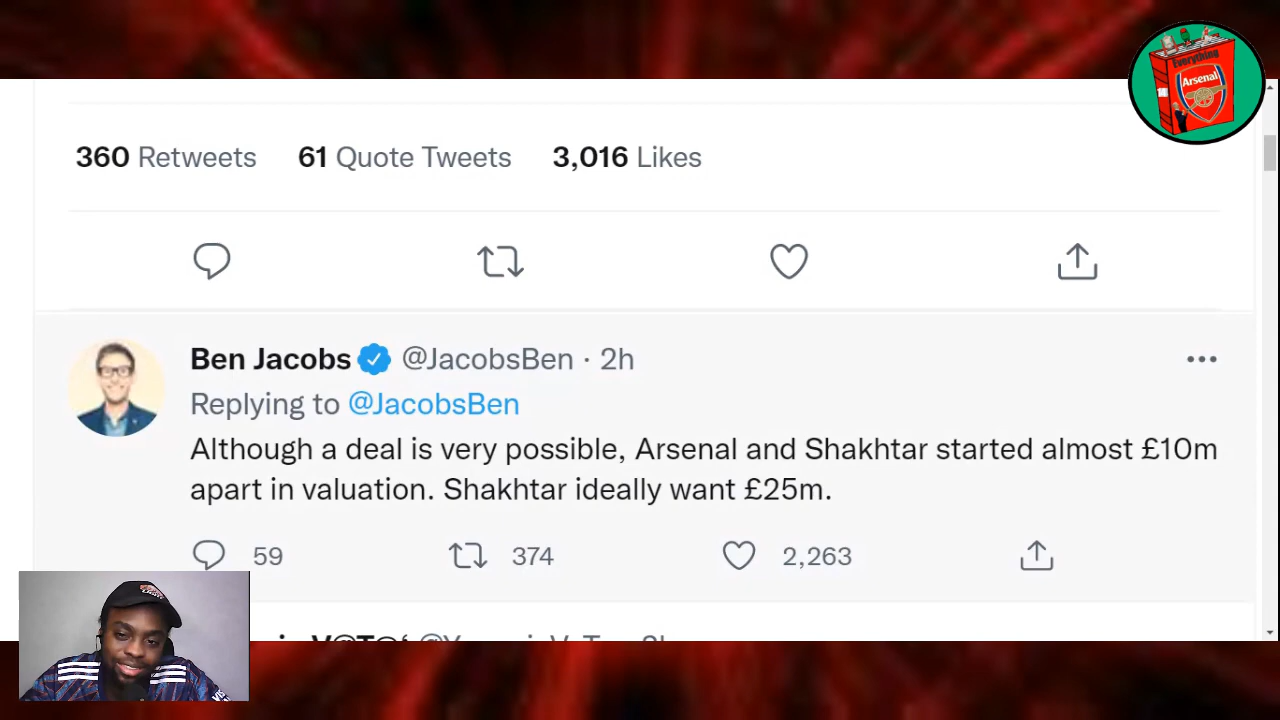 Everything
Arsenal
360 Retweets 61 Quote Tweets 3,016 Likes
Ben Jacobs @JacobsBen · 2h
Replying to @JacobsBen
Although a deal is very possible, Arsenal and Shakhtar started almost £10m
apart in valuation. Shakhtar ideally want £25m.
59 374 2,263